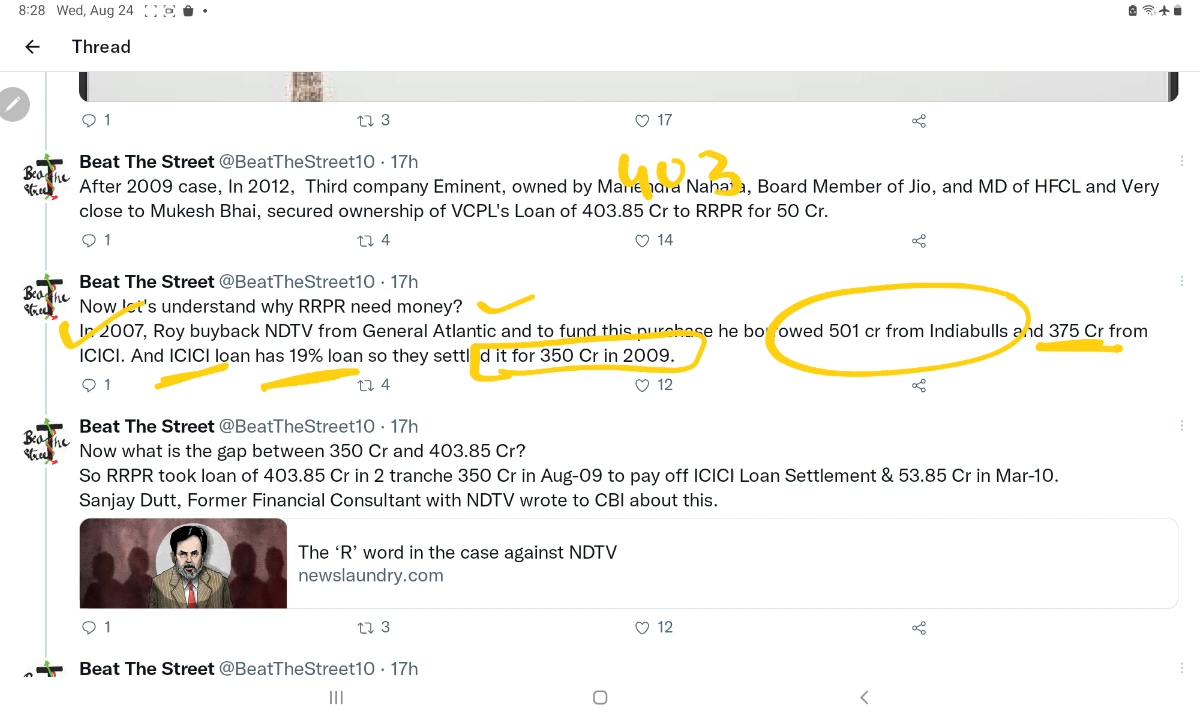 8:28 Wed, Aug 24
Thread
1 3 17
Beat The Street @BeatTheStreet10 · 17h
403
After 2009 case, In 2012, Third company Eminent, owned by Mahendra Nahata, Board Member of Jio, and MD of HFCL and Very
close to Mukesh Bhai, secured ownership of VCPL's Loan of 403.85 Cr to RRPR for 50 Cr.
1 4 14
Beat The Street @BeatTheStreet10 · 17h
Now let's understand why RRPR need money?
In 2007, Roy buyback NDTV from General Atlantic and to fund this purchase he borrowed 501 cr from Indiabulls and 375 Cr from
ICICI. And ICICI loan has 19% loan so they settled it for 350 Cr in 2009.
1 4 12
Beat The Street @BeatTheStreet10 · 17h
Now what is the gap between 350 Cr and 403.85 Cr?
So RRPR took loan of 403.85 Cr in 2 tranche 350 Cr in Aug-09 to pay off ICICI Loan Settlement & 53.85 Cr in Mar-10.
Sanjay Dutt, Former Financial Consultant with NDTV wrote to CBI about this.
The ‘R’ word in the case against NDTV
newslaundry.com
1 3 12
Beat The Street @BeatTheStreet10 · 17h